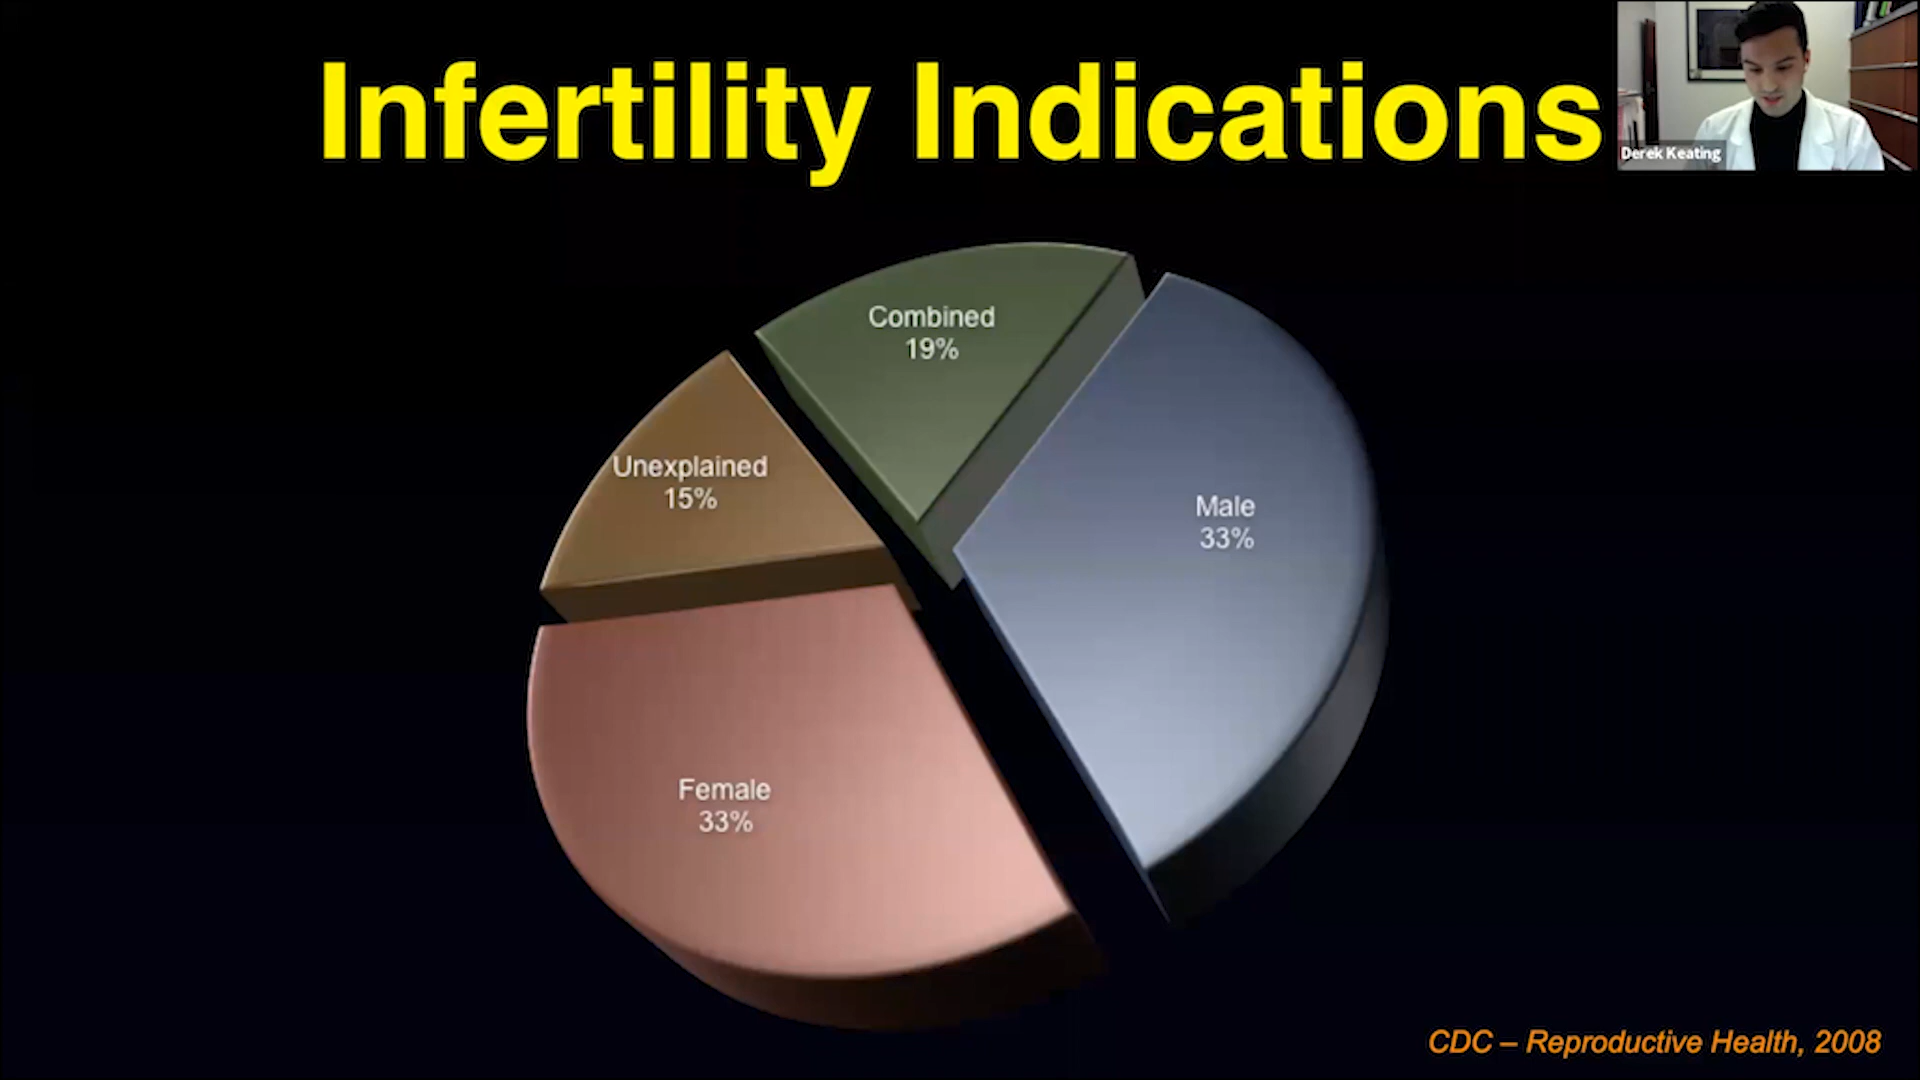 Infertility Indications
Derek Keating
Combined
19%
Unexplained
15%
Male
33%
Female
33%
CDC – Reproductive Health, 2008